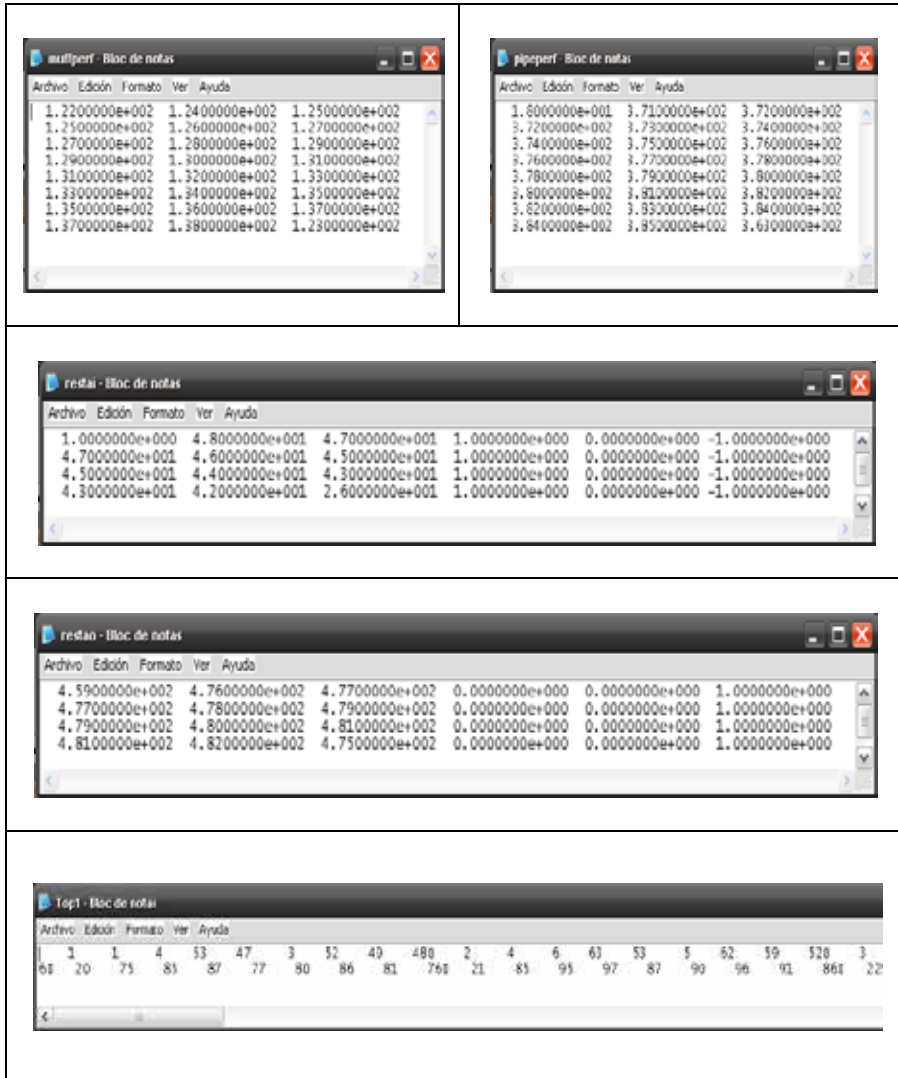 muffperf - Bloc de notas
Archivo Edición Formato Ver Ayuda
1.2200000e+002 1.2400000e+002 1.2500000e+002
1.2500000e+002 1.2600000e+002 1.2700000e+002
1.2700000e+002 1.2800000e+002 1.2900000e+002
1.2900000e+002 1.3000000e+002 1.3100000e+002
1.3100000e+002 1.3200000e+002 1.3300000e+002
1.3300000e+002 1.3400000e+002 1.3500000e+002
1.3500000e+002 1.3600000e+002 1.3700000e+002
1.3700000e+002 1.3800000e+002 1.2300000e+002
pipeperf - Bloc de notas
Archivo Edición Formato Ver Ayuda
1.8000000e+001 3.7100000e+002 3.7200000e+002
3.7200000e+002 3.7300000e+002 3.7400000e+002
3.7400000e+002 3.7500000e+002 3.7600000e+002
3.7600000e+002 3.7700000e+002 3.7800000e+002
3.7800000e+002 3.7900000e+002 3.8000000e+002
3.8000000e+002 3.8100000e+002 3.8200000e+002
3.8200000e+002 3.8300000e+002 3.8400000e+002
3.8400000e+002 3.8500000e+002 3.6300000e+002
restai - Bloc de notas
Archivo Edición Formato Ver Ayuda
1.0000000e+000 4.8000000e+001 4.7000000e+001 1.0000000e+000 0.0000000e+000 -1.0000000e+000
4.7000000e+001 4.6000000e+001 4.5000000e+001 1.0000000e+000 0.0000000e+000 -1.0000000e+000
4.5000000e+001 4.4000000e+001 4.3000000e+001 1.0000000e+000 0.0000000e+000 -1.0000000e+000
4.3000000e+001 4.2000000e+001 2.6000000e+001 1.0000000e+000 0.0000000e+000 -1.0000000e+000
restao - Bloc de notas
Archivo Edición Formato Ver Ayuda
4.5900000e+002 4.7600000e+002 4.7700000e+002 0.0000000e+000 0.0000000e+000 1.0000000e+000
4.7700000e+002 4.7800000e+002 4.7900000e+002 0.0000000e+000 0.0000000e+000 1.0000000e+000
4.7900000e+002 4.8000000e+002 4.8100000e+002 0.0000000e+000 0.0000000e+000 1.0000000e+000
4.8100000e+002 4.8200000e+002 4.7500000e+002 0.0000000e+000 0.0000000e+000 1.0000000e+000
Top1 - Bloc de notas
Archivo Edición Formato Ver Ayuda
1 1 4 53 47 3 52 49 480 2 4 6 63 53 5 62 59 520 3
20 75 85 87 77 80 86 81 760 21 85 95 97 87 90 96 91 860